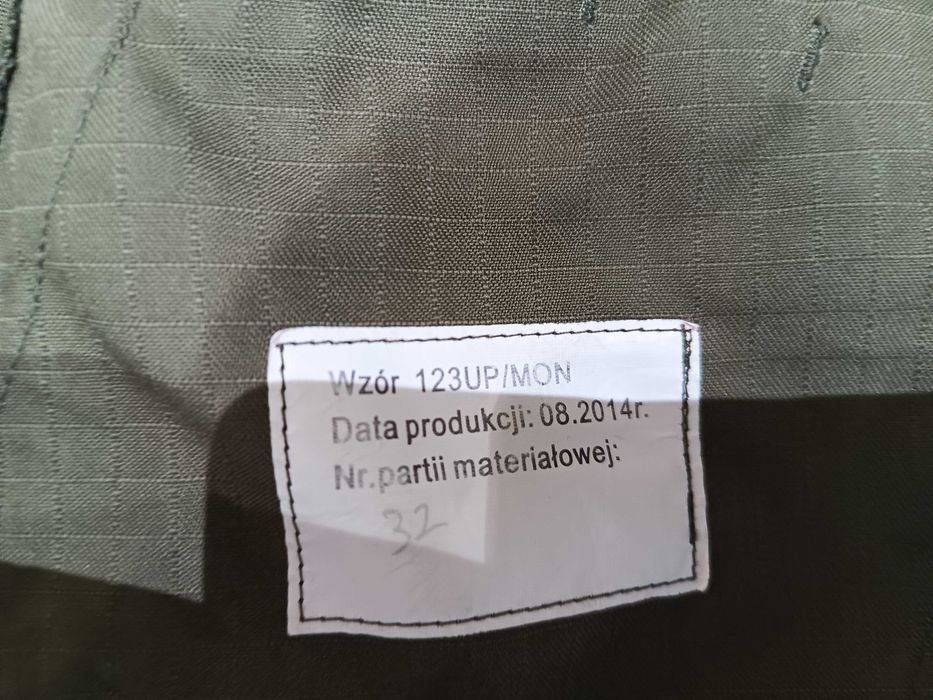 Wzór 123UP/MON
Data produkcji: 08.2014r.
Nr.partii materiałowej:
32